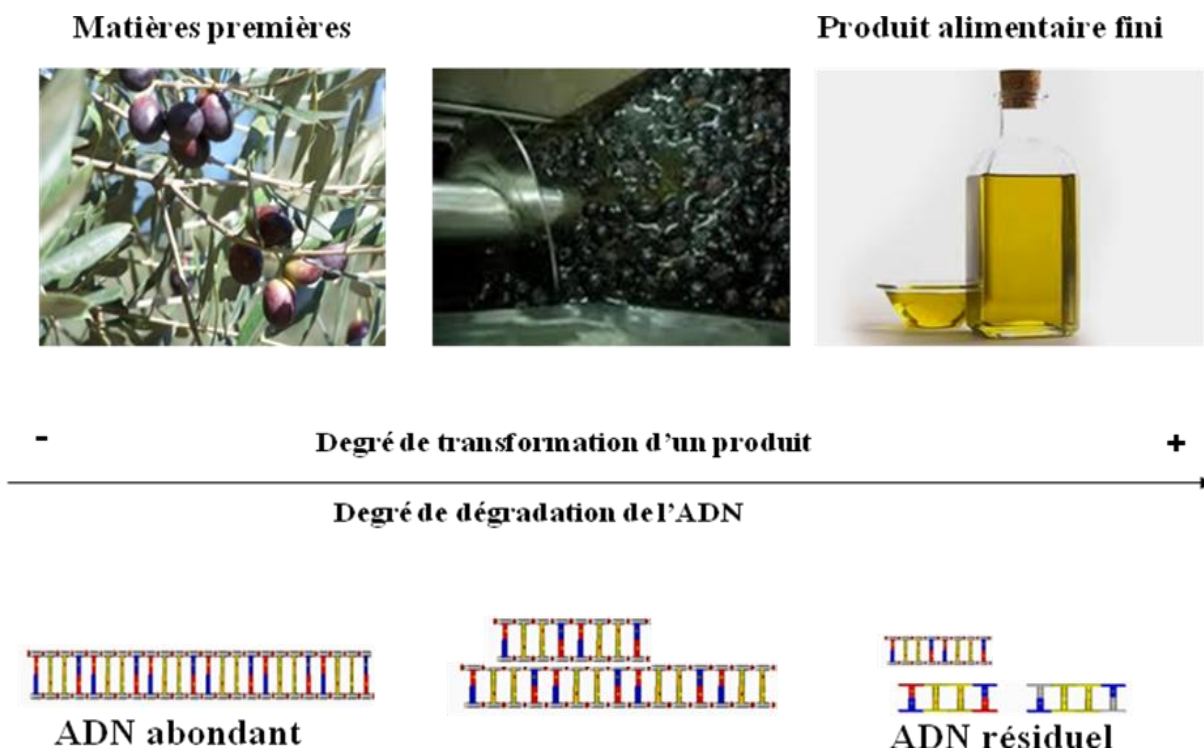 Matières premières
Produit alimentaire fini
-
Degré de transformation d'un produit
+
Degré de dégradation de l'ADN
ADN abondant
ADN résiduel